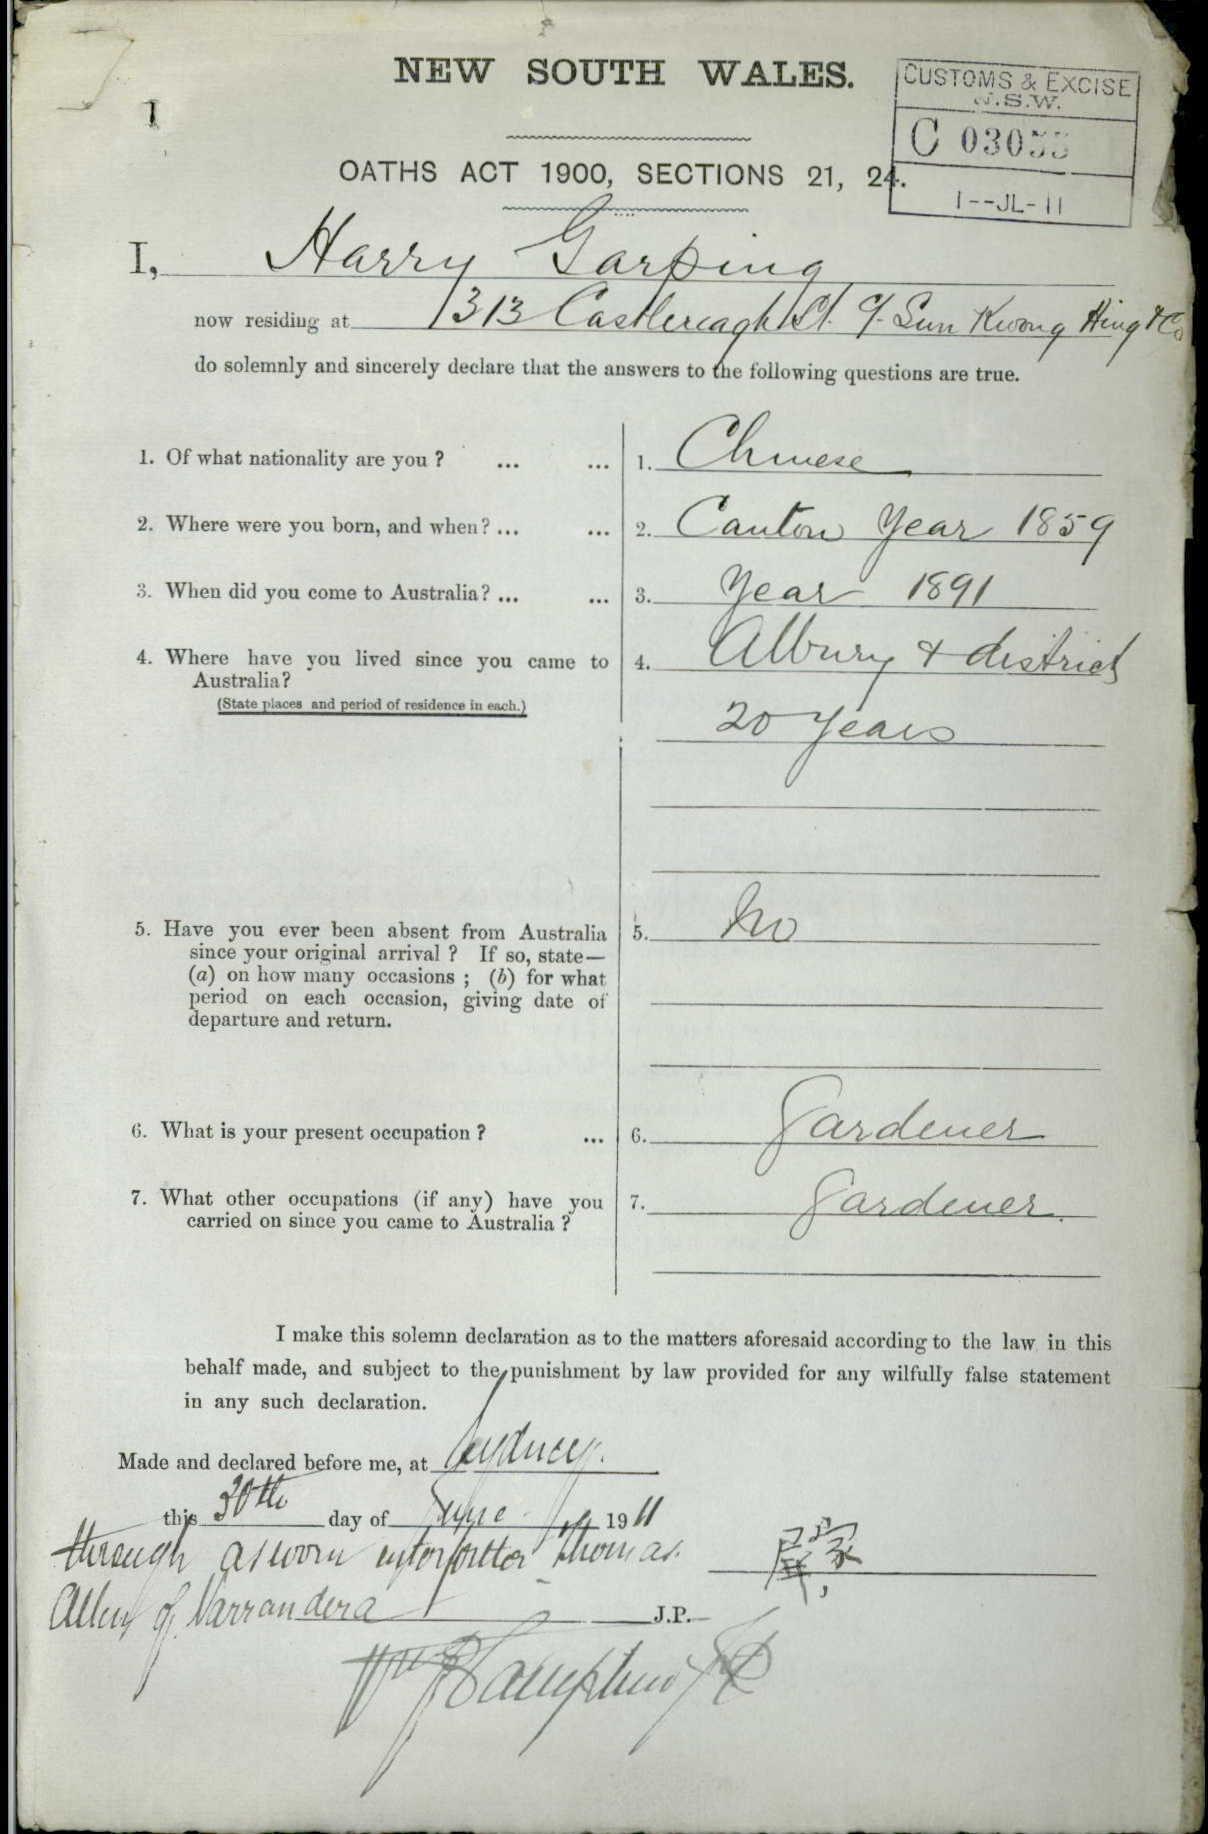 NEW SOUTH WALES.
CUSTOMS & EXCISE
N.S.W.
C 03055
1--JL-11
1
OATHS ACT 1900, SECTIONS 21, 24.
I, Harry Garping
now residing at 313 Castlereagh St. c/. Sun Kwong Hing & Co
do solemnly and sincerely declare that the answers to the following questions are true.
1. Of what nationality are you ? ... ... 1. Chinese
2. Where were you born, and when? ... ... 2. Canton Year 1859
3. When did you come to Australia? ... ... 3. Year 1891
4. Where have you lived since you came to 4. Albury & district
Australia?
(State places and period of residence in each.)
20 years
5. Have you ever been absent from Australia 5. No
since your original arrival ? If so, state—
(a) on how many occasions ; (b) for what
period on each occasion, giving date of
departure and return.
6. What is your present occupation ? ... 6. Gardener
7. What other occupations (if any) have you 7. Gardener.
carried on since you came to Australia ?
I make this solemn declaration as to the matters aforesaid according to the law in this
behalf made, and subject to the punishment by law provided for any wilfully false statement
in any such declaration.
Made and declared before me, at Sydney.
this 30th day of June 1911
through a sworn interpretter Thomas
Allen of Narrandera J.P.